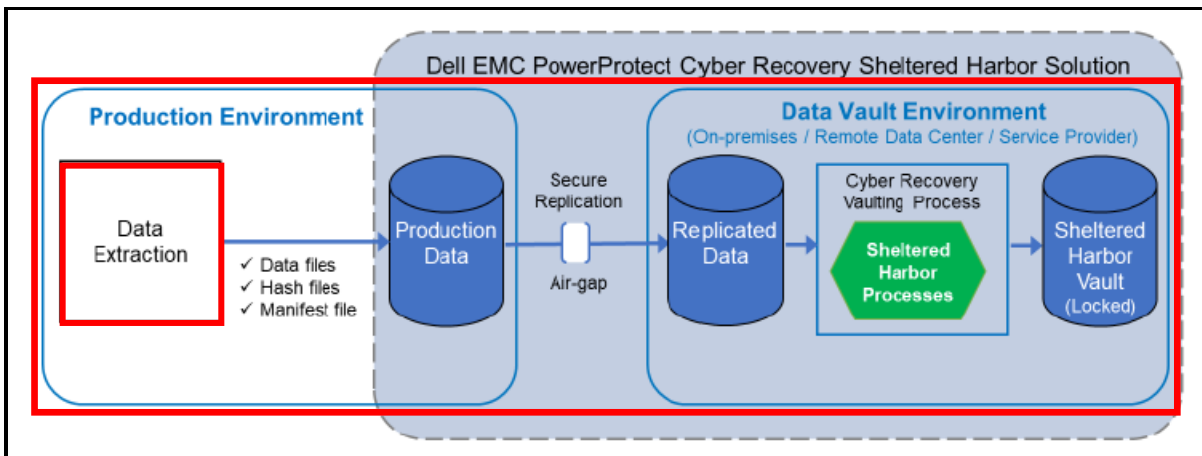 Dell EMC PowerProtect Cyber Recovery Sheltered Harbor Solution
Production Environment
Data Vault Environment
(On-premises / Remote Data Center / Service Provider)
Data
Extraction
✓ Data files
✓ Hash files
✓ Manifest file
Production
Data
Secure
Replication
Air-gap
Replicated
Data
Cyber Recovery
Vaulting Process
Sheltered
Harbor
Processes
Sheltered
Harbor
Vault
(Locked)